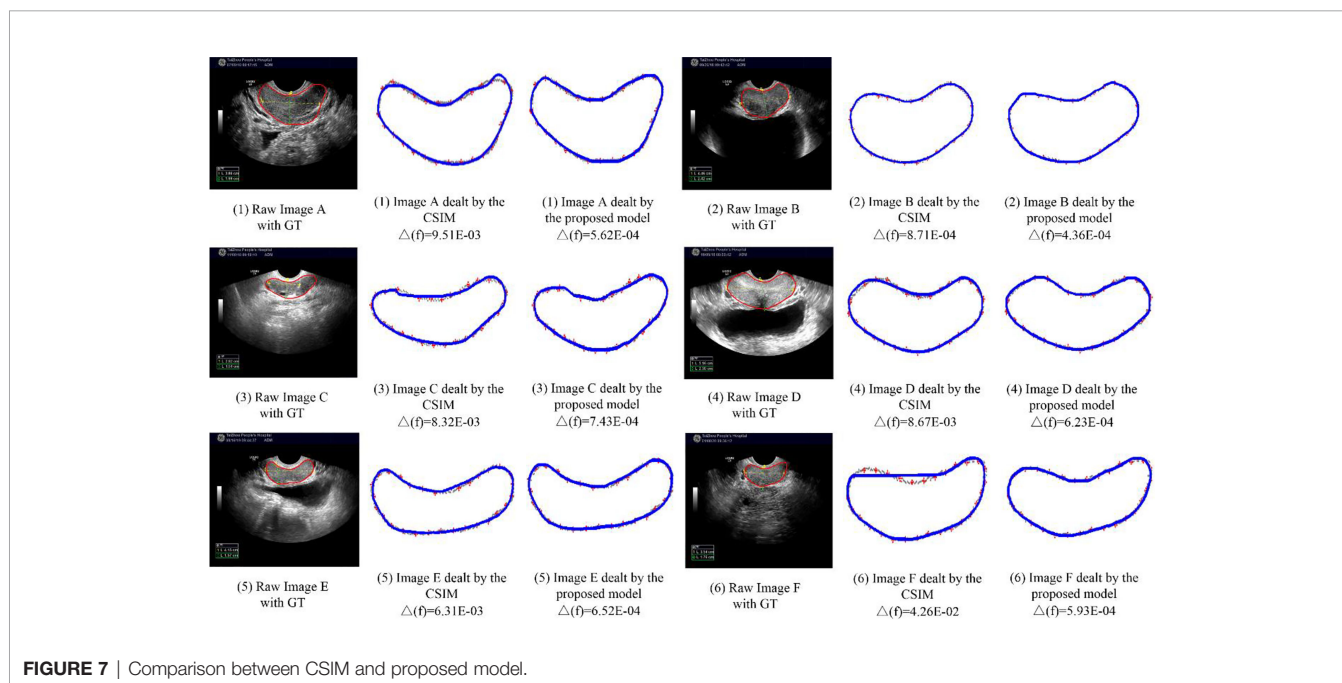 TaiZhou People's Hospital
(1) Raw Image A
with GT
(1) Image A dealt by the
CSIM
△(f)=9.51E-03
(1) Image A dealt by
the proposed model
△(f)=5.62E-04
(2) Raw Image B
with GT
(2) Image B dealt by the
CSIM
△(f)=8.71E-04
(2) Image B dealt by the
proposed model
△(f)=4.36E-04
(3) Raw Image C
with GT
(3) Image C dealt by the
CSIM
△(f)=8.32E-03
(3) Image C dealt by the
proposed model
△(f)=7.43E-04
(4) Raw Image D
with GT
(4) Image D dealt by the
CSIM
△(f)=8.67E-03
(4) Image D dealt by the
proposed model
△(f)=6.23E-04
(5) Raw Image E
with GT
(5) Image E dealt by the
CSIM
△(f)=6.31E-03
(5) Image E dealt by the
proposed model
△(f)=6.52E-04
(6) Raw Image F
with GT
(6) Image F dealt by the
CSIM
△(f)=4.26E-02
(6) Image F dealt by the
proposed model
△(f)=5.93E-04
FIGURE 7 | Comparison between CSIM and proposed model.